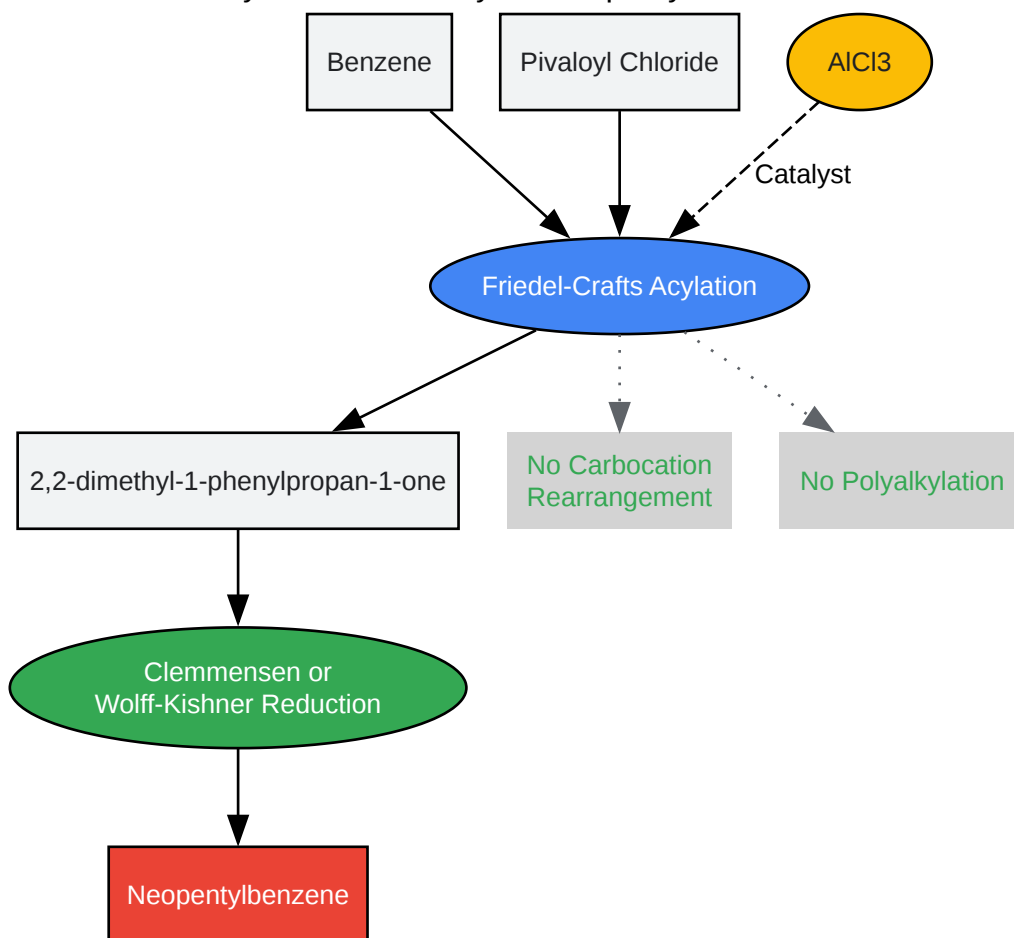 Benzene
Pivaloyl Chloride
AlCl3
Catalyst
Friedel-Crafts Acylation
2,2-dimethyl-1-phenylpropan-1-one
No Carbocation
Rearrangement
No Polyalkylation
Clemmensen or
Wolff-Kishner Reduction
Neopentylbenzene